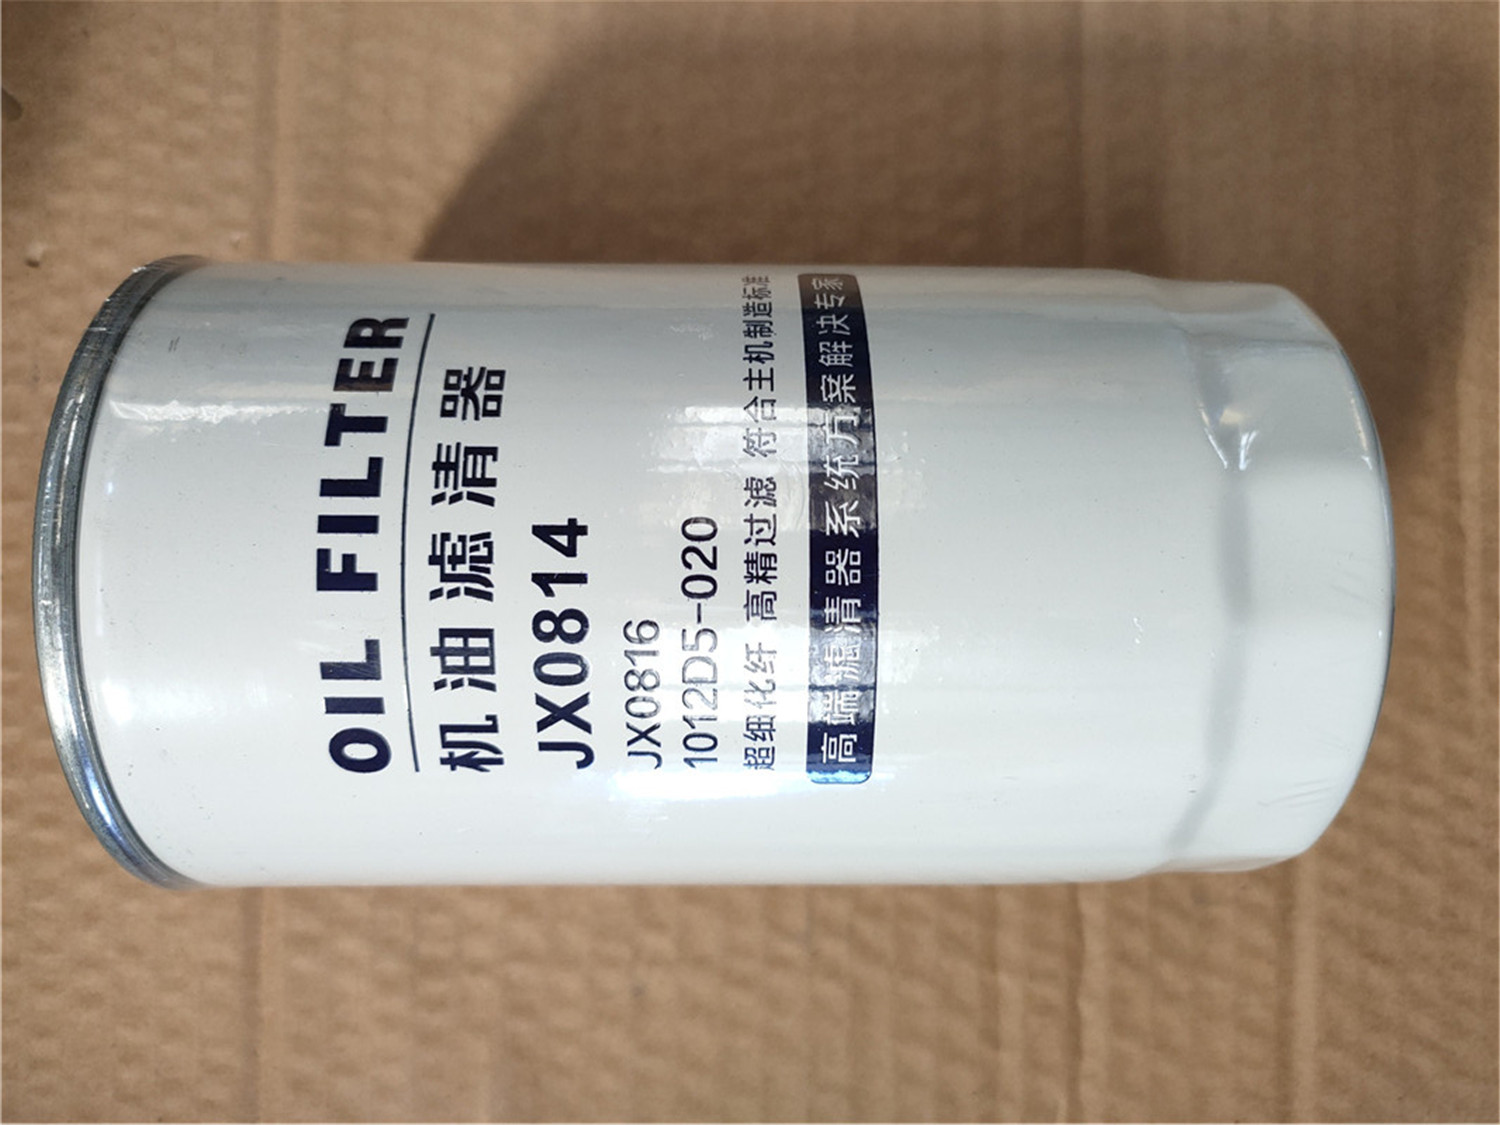 OIL FILTER
机油滤清器
JX0814
JX0816
1012D5-020
超细化纤 高精过滤 符合主机制造标准
高端滤清器系统方案解决专家